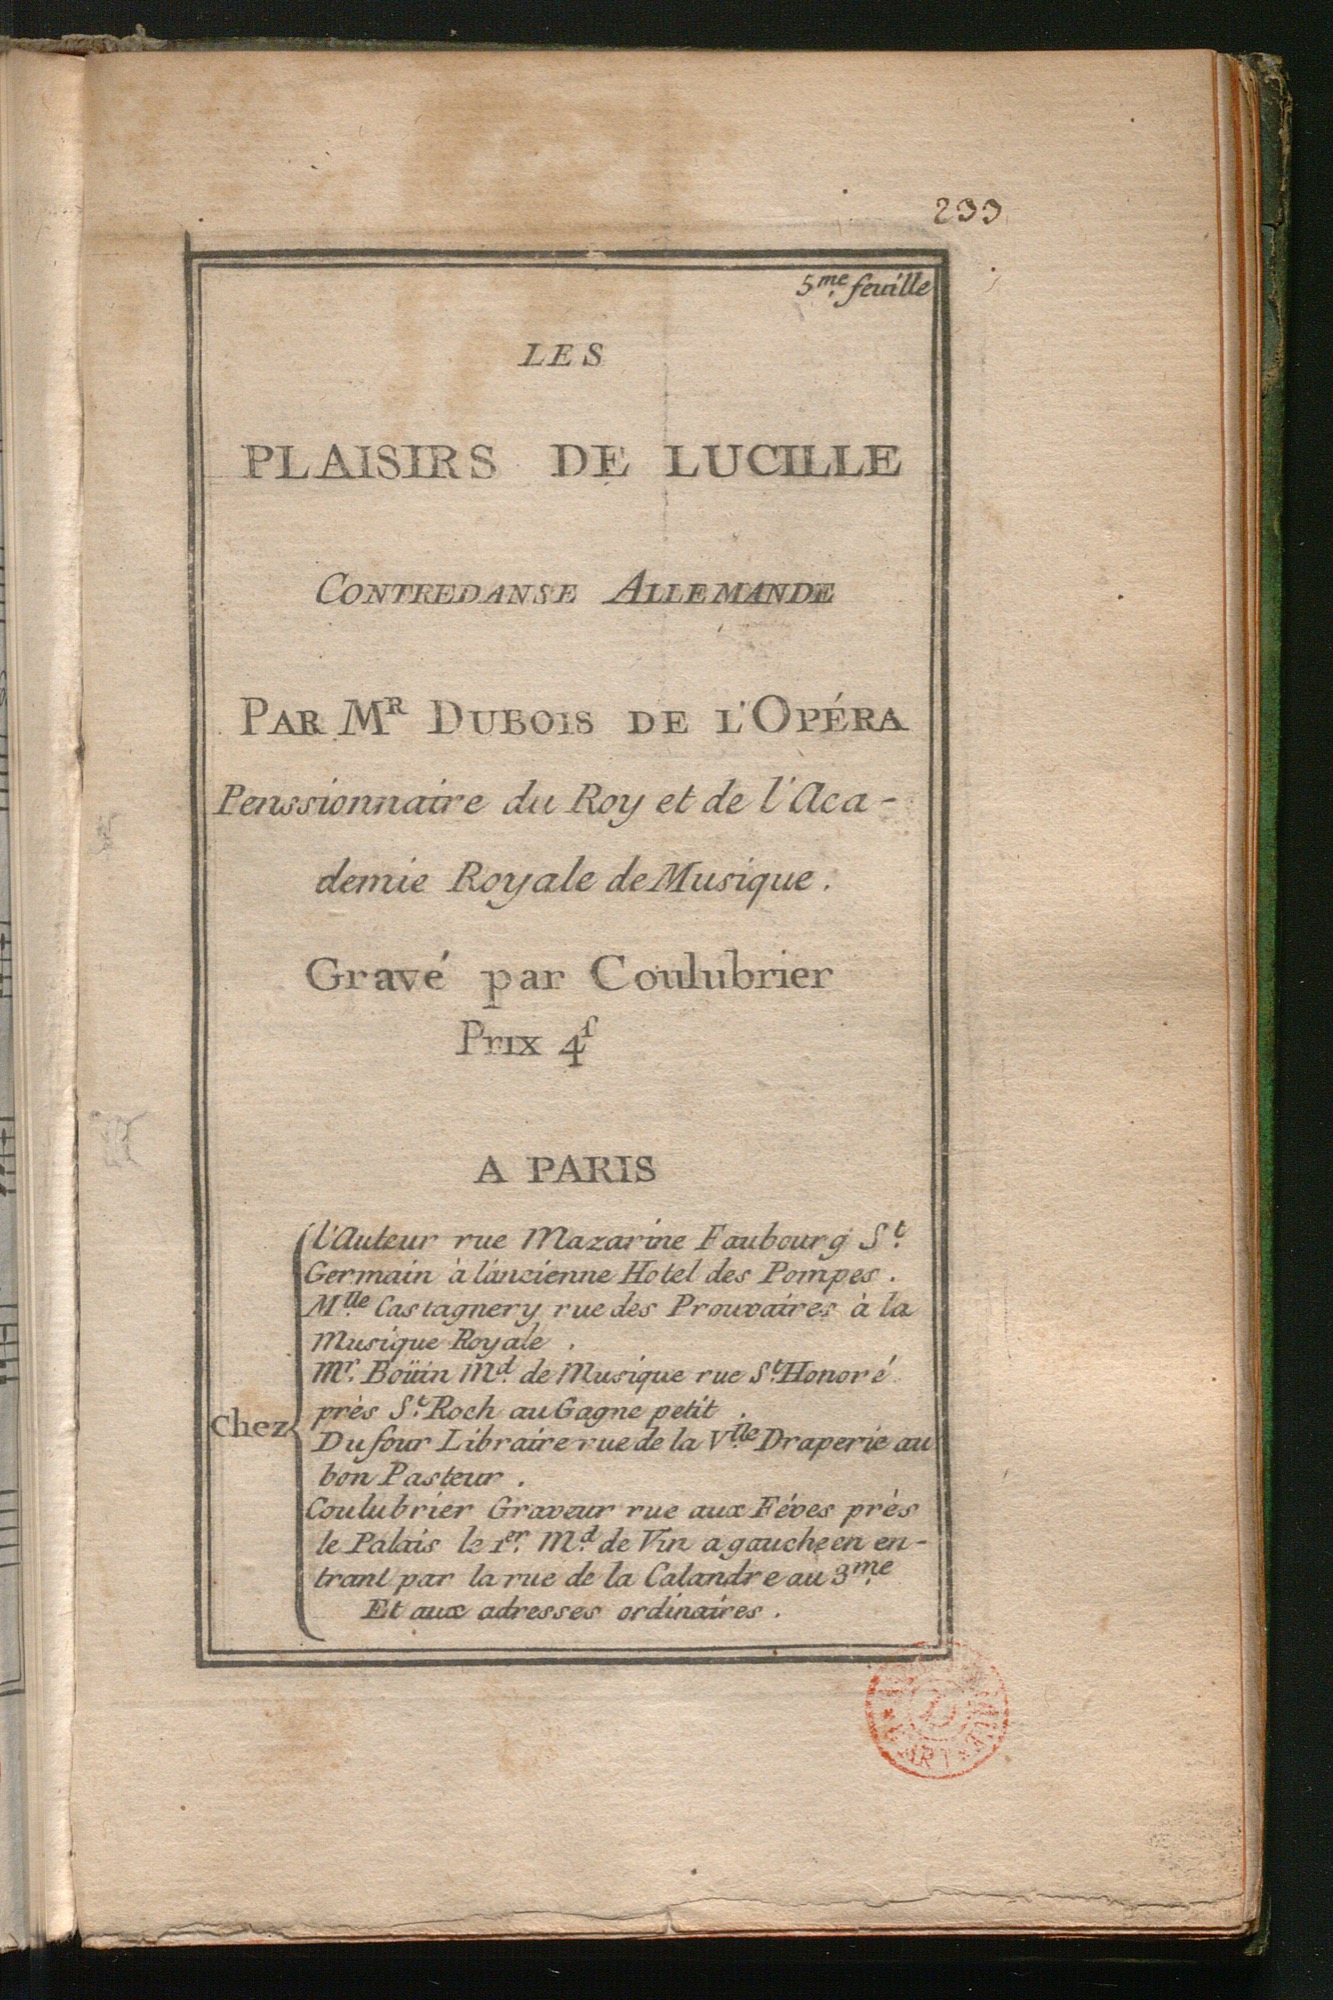 233
5me. feuille
LES
PLAISIRS DE LUCILLE
CONTREDANSE ALLEMANDE
PAR MR DUBOIS DE L'OPÉRA
Penssionnaire du Roy et de l'Aca-
demie Royale de Musique.
Gravé par Coulubrier
PRIX 4ſ
A PARIS
Chez
l'Auteur rue Mazarine Faubourg St.
Germain à l'ancienne Hotel des Pompes.
Mlle Castagnery rue des Prouvaires à la
Musique Royale.
Mr. Boüin Md. de Musique rue St. Honoré
près St. Roch au Gagne petit.
Dufour Libraire rue de la Vlle Draperie au
bon Pasteur.
Coulubrier Graveur rue aux Féves près
le Palais le 1er. Md. de Vin a gauche en en-
trant par la rue de la Calandre au 3me.
Et aux adresses ordinaires.